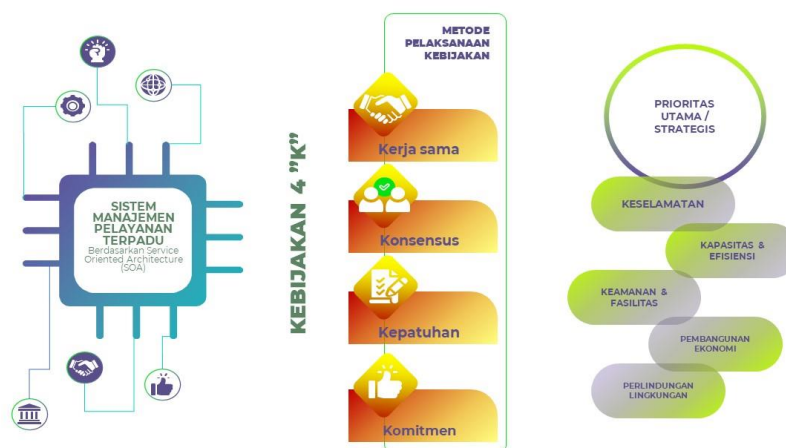 SISTEM
MANAJEMEN
PELAYANAN
TERPADU
Berdasarkan Service
Oriented Architecture
(SOA)
KEBIJAKAN 4 "K"
METODE
PELAKSANAAN
KEBIJAKAN
Kerja sama
Konsensus
Kepatuhan
Komitmen
PRIORITAS
UTAMA /
STRATEGIS
KESELAMATAN
KAPASITAS &
EFISIENSI
KEAMANAN &
FASILITAS
PEMBANGUNAN
EKONOMI
PERLINDUNGAN
LINGKUNGAN